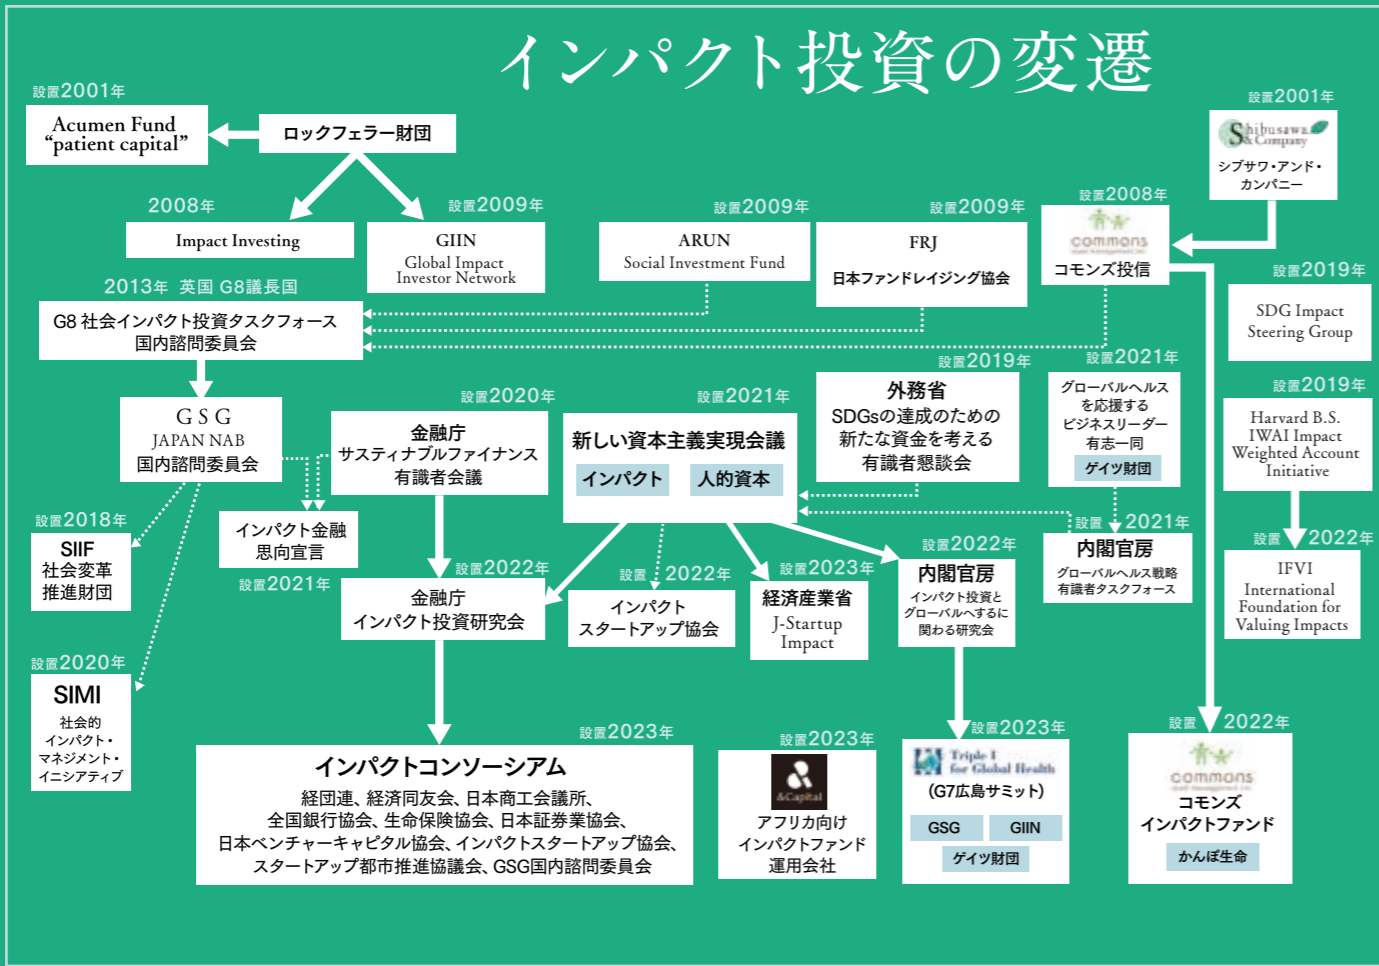 インパクト投資の変遷
設置2001年
Acumen Fund
“patient capital”
ロックフェラー財団
設置2001年
Shibusawa
& Company
シブサワ・アンド・
カンパニー
2008年
Impact Investing
設置2009年
GIIN
Global Impact
Investor Network
設置2009年
ARUN
Social Investment Fund
設置2009年
FRJ
日本ファンドレイジング協会
設置2008年
commons
コモンズ投信
2013年 英国 G8議長国
G8 社会インパクト投資タスクフォース
国内諮問委員会
設置2019年
SDG Impact
Steering Group
GSG
JAPAN NAB
国内諮問委員会
設置2020年
金融庁
サスティナブルファイナンス
有識者会議
設置2021年
新しい資本主義実現会議
インパクト
人的資本
設置2019年
外務省
SDGsの達成のための
新たな資金を考える
有識者懇談会
設置2021年
グローバルヘルス
を応援する
ビジネスリーダー
有志一同
ゲイツ財団
設置2019年
Harvard B.S.
IWAI Impact
Weighted Account
Initiative
設置2018年
SIIF
社会変革
推進財団
インパクト金融
思向宣言
設置2021年
設置2022年
金融庁
インパクト投資研究会
設置 2022年
インパクト
スタートアップ協会
設置2023年
経済産業省
J-Startup
Impact
設置2022年
内閣官房
インパクト投資と
グローバルへするに
関わる研究会
設置 2021年
内閣官房
グローバルヘルス戦略
有識者タスクフォース
設置 2022年
IFVI
International
Foundation for
Valuing Impacts
設置2020年
SIMI
社会的
インパクト・
マネジメント・
イニシアティブ
設置2023年
インパクトコンソーシアム
経団連、経済同友会、日本商工会議所、
全国銀行協会、生命保険協会、日本証券業協会、
日本ベンチャーキャピタル協会、インパクトスタートアップ協会、
スタートアップ都市推進協議会、GSG国内諮問委員会
設置2023年
&
&Capital
アフリカ向け
インパクトファンド
運用会社
設置2023年
Triple I
for Global Health
（G7広島サミット）
GSG
GIIN
ゲイツ財団
設置 2022年
commons
コモンズ
インパクトファンド
かんぽ生命